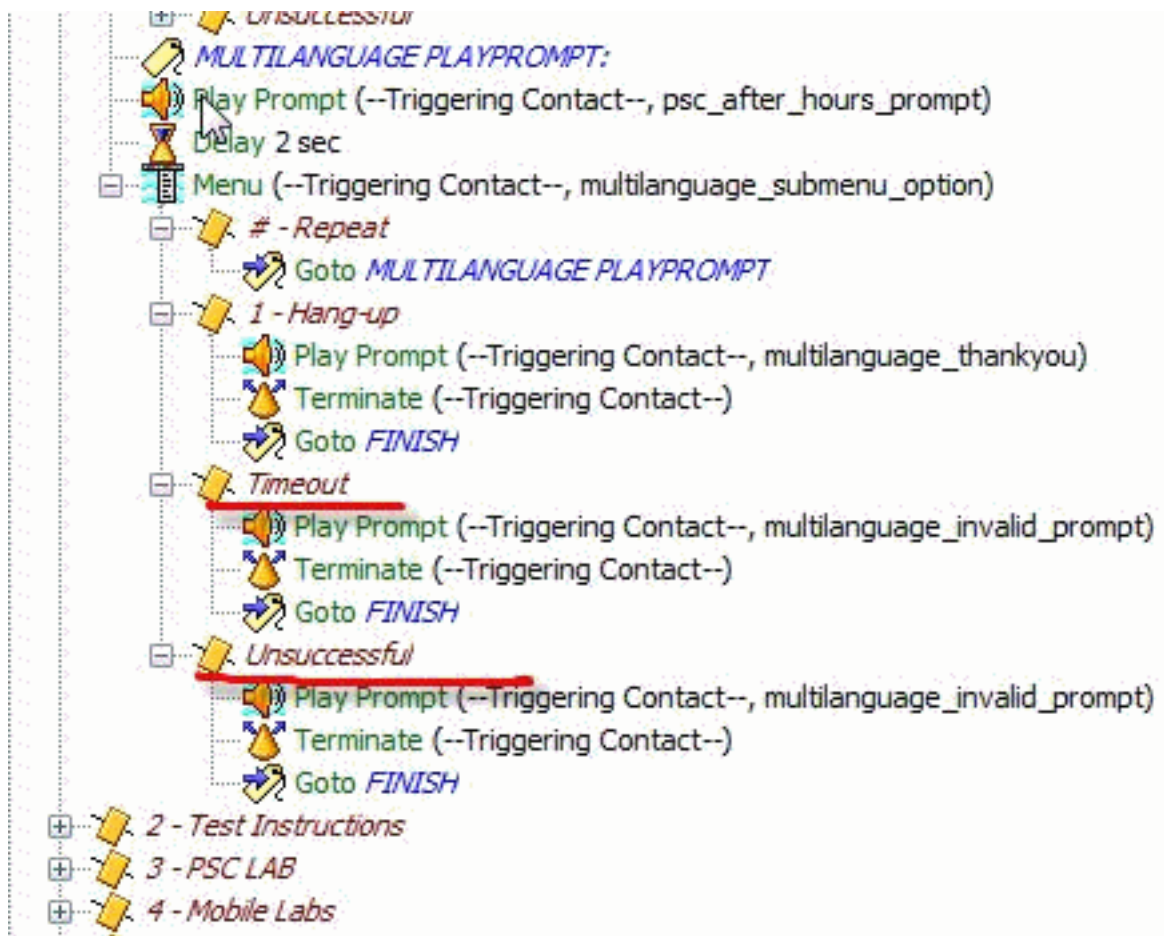 Unsuccessful
MULTILANGUAGE PLAYPROMPT:
Play Prompt (--Triggering Contact--, psc_after_hours_prompt)
Delay 2 sec
Menu (--Triggering Contact--, multilanguage_submenu_option)
# - Repeat
Goto MULTILANGUAGE PLAYPROMPT
1 - Hang-up
Play Prompt (--Triggering Contact--, multilanguage_thankyou)
Terminate (--Triggering Contact--)
Goto FINISH
Timeout
Play Prompt (--Triggering Contact--, multilanguage_invalid_prompt)
Terminate (--Triggering Contact--)
Goto FINISH
Unsuccessful
Play Prompt (--Triggering Contact--, multilanguage_invalid_prompt)
Terminate (--Triggering Contact--)
Goto FINISH
2 - Test Instructions
3 - PSC LAB
4 - Mobile Labs